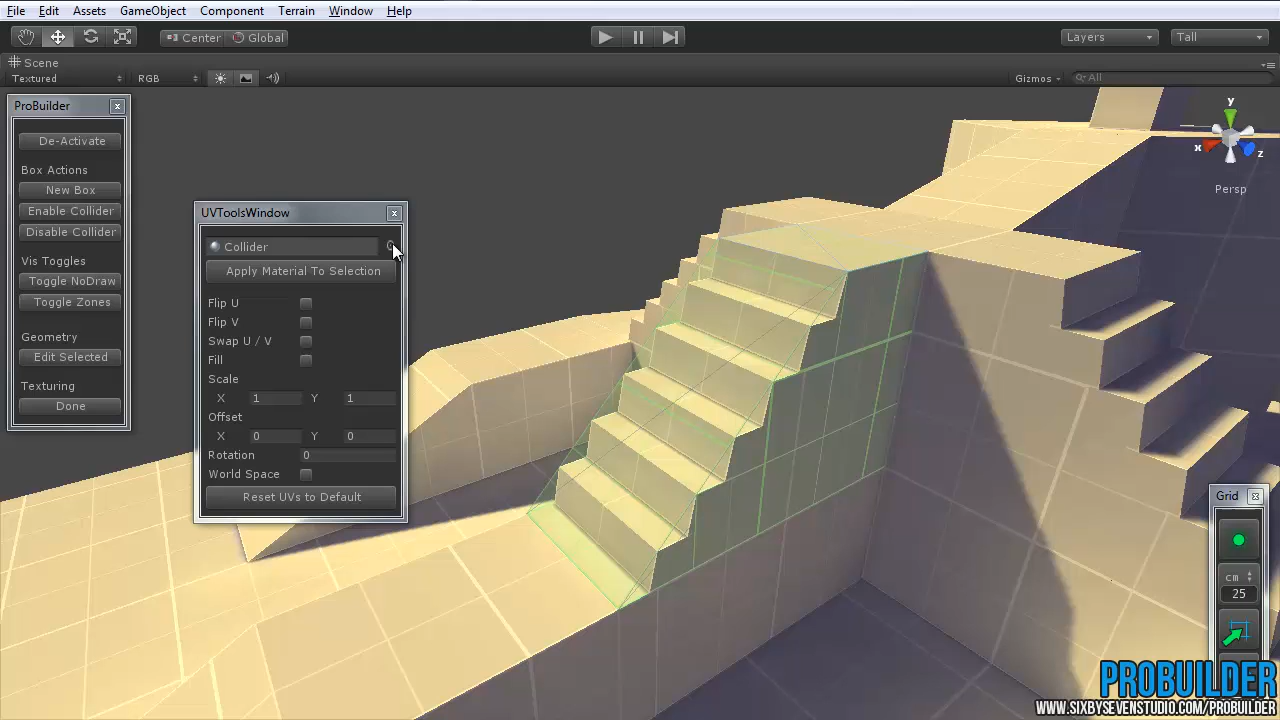 File Edit Assets GameObject Component Terrain Window Help
Center Global Layers Tall
Scene
Textured RGB Gizmos All
ProBuilder x
De-Activate
Box Actions
New Box
Enable Collider
Disable Collider
Vis Toggles
Toggle NoDraw
Toggle Zones
Geometry
Edit Selected
Texturing
Done
UVToolsWindow x
Collider
Apply Material To Selection
Flip U
Flip V
Swap U / V
Fill
Scale
X 1 Y 1
Offset
X 0 Y 0
Rotation 0
World Space
Reset UVs to Default
y
x z
Persp
Grid x
cm
25
PROBUILDER
WWW.SIXBYSEVENSTUDIO.COM/PROBUILDER